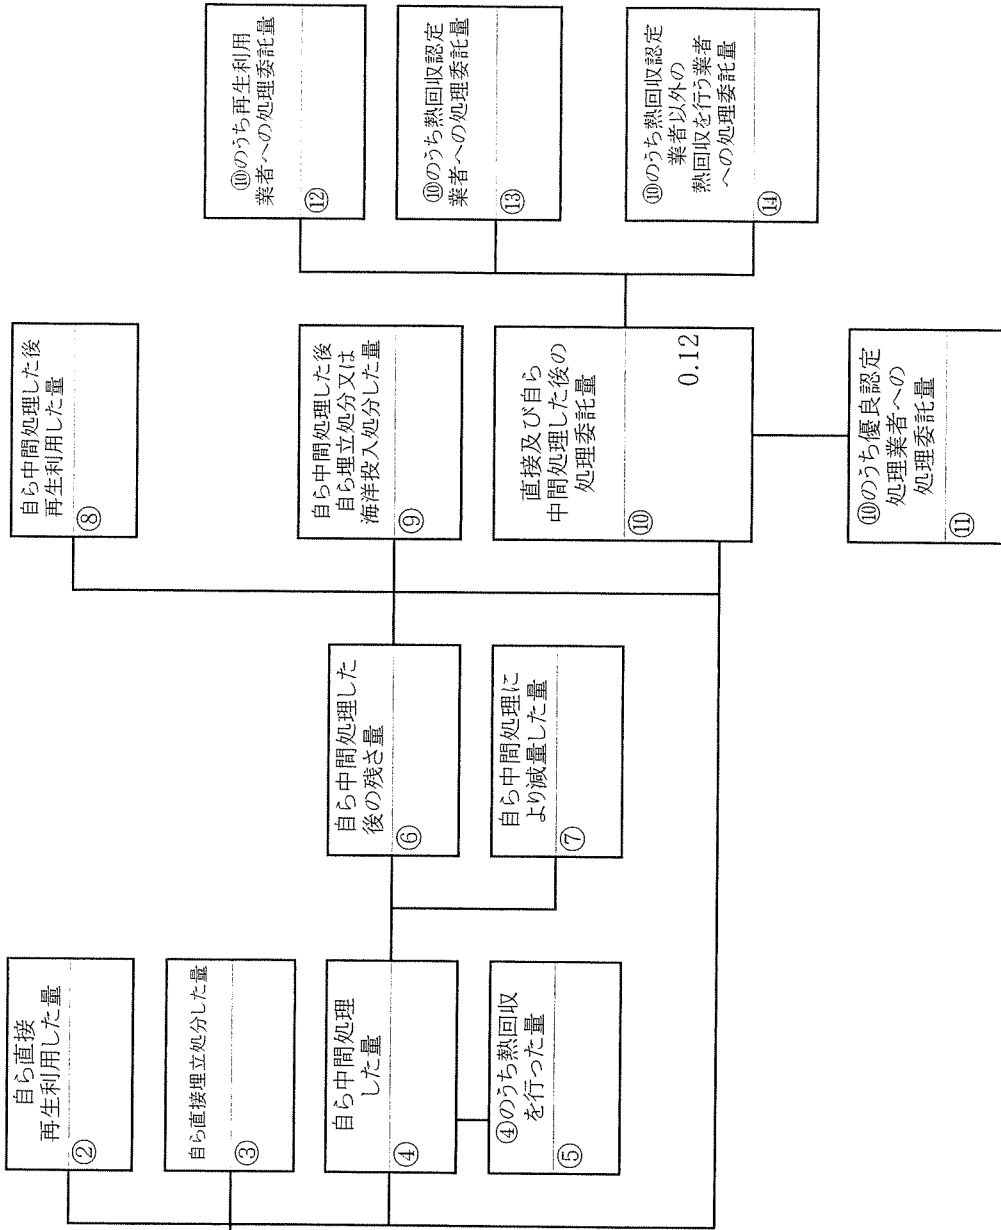 自ら直接
再生利用した量
②
自ら直接埋立処分した量
③
自ら中間処理
した量
④
④のうち熱回収
を行った量
⑤
自ら中間処理した
後の残さ量
⑥
自ら中間処理に
より減量した量
⑦
自ら中間処理した後
再生利用した量
⑧
自ら中間処理した後
自ら埋立処分又は
海洋投入処分した量
⑨
直接及び自ら
中間処理した後の
処理委託量
⑩
0.12
⑩のうち優良認定
処理業者への
処理委託量
⑪
⑩のうち再生利用
業者への処理委託量
⑫
⑩のうち熱回収認定
業者への処理委託量
⑬
⑩のうち熱回収認定
業者以外の
熱回収を行う業者
への処理委託量
⑭